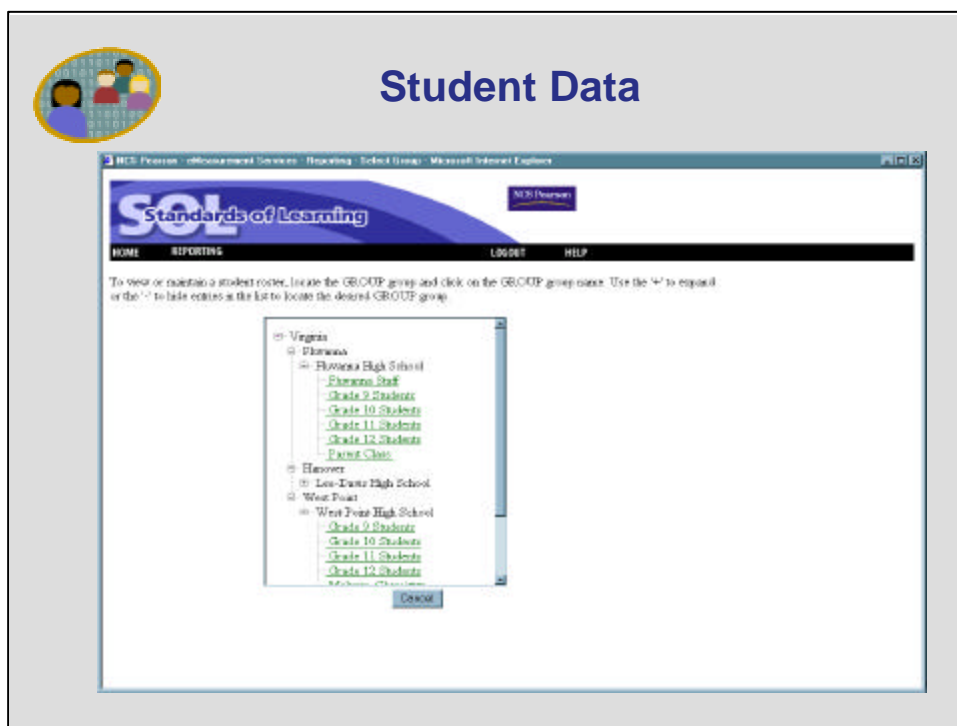 Student Data
NCS Pearson - eMeasurement Services - Reporting - Select Group - Microsoft Internet Explorer
NCS Pearson
SOL
Standards of Learning
HOME REPORTING LOGOUT HELP
To view or maintain a student roster, locate the GROUP group and click on the GROUP group name. Use the '+' to expand
or the '-' to hide entries in the list to locate the desired GROUP group.
Virginia
Fluvanna
Fluvanna High School
Fluvanna Staff
Grade 9 Students
Grade 10 Students
Grade 11 Students
Grade 12 Students
Parent Class
Hanover
Lee-Davis High School
West Point
West Point High School
Grade 9 Students
Grade 10 Students
Grade 11 Students
Grade 12 Students
Cancel